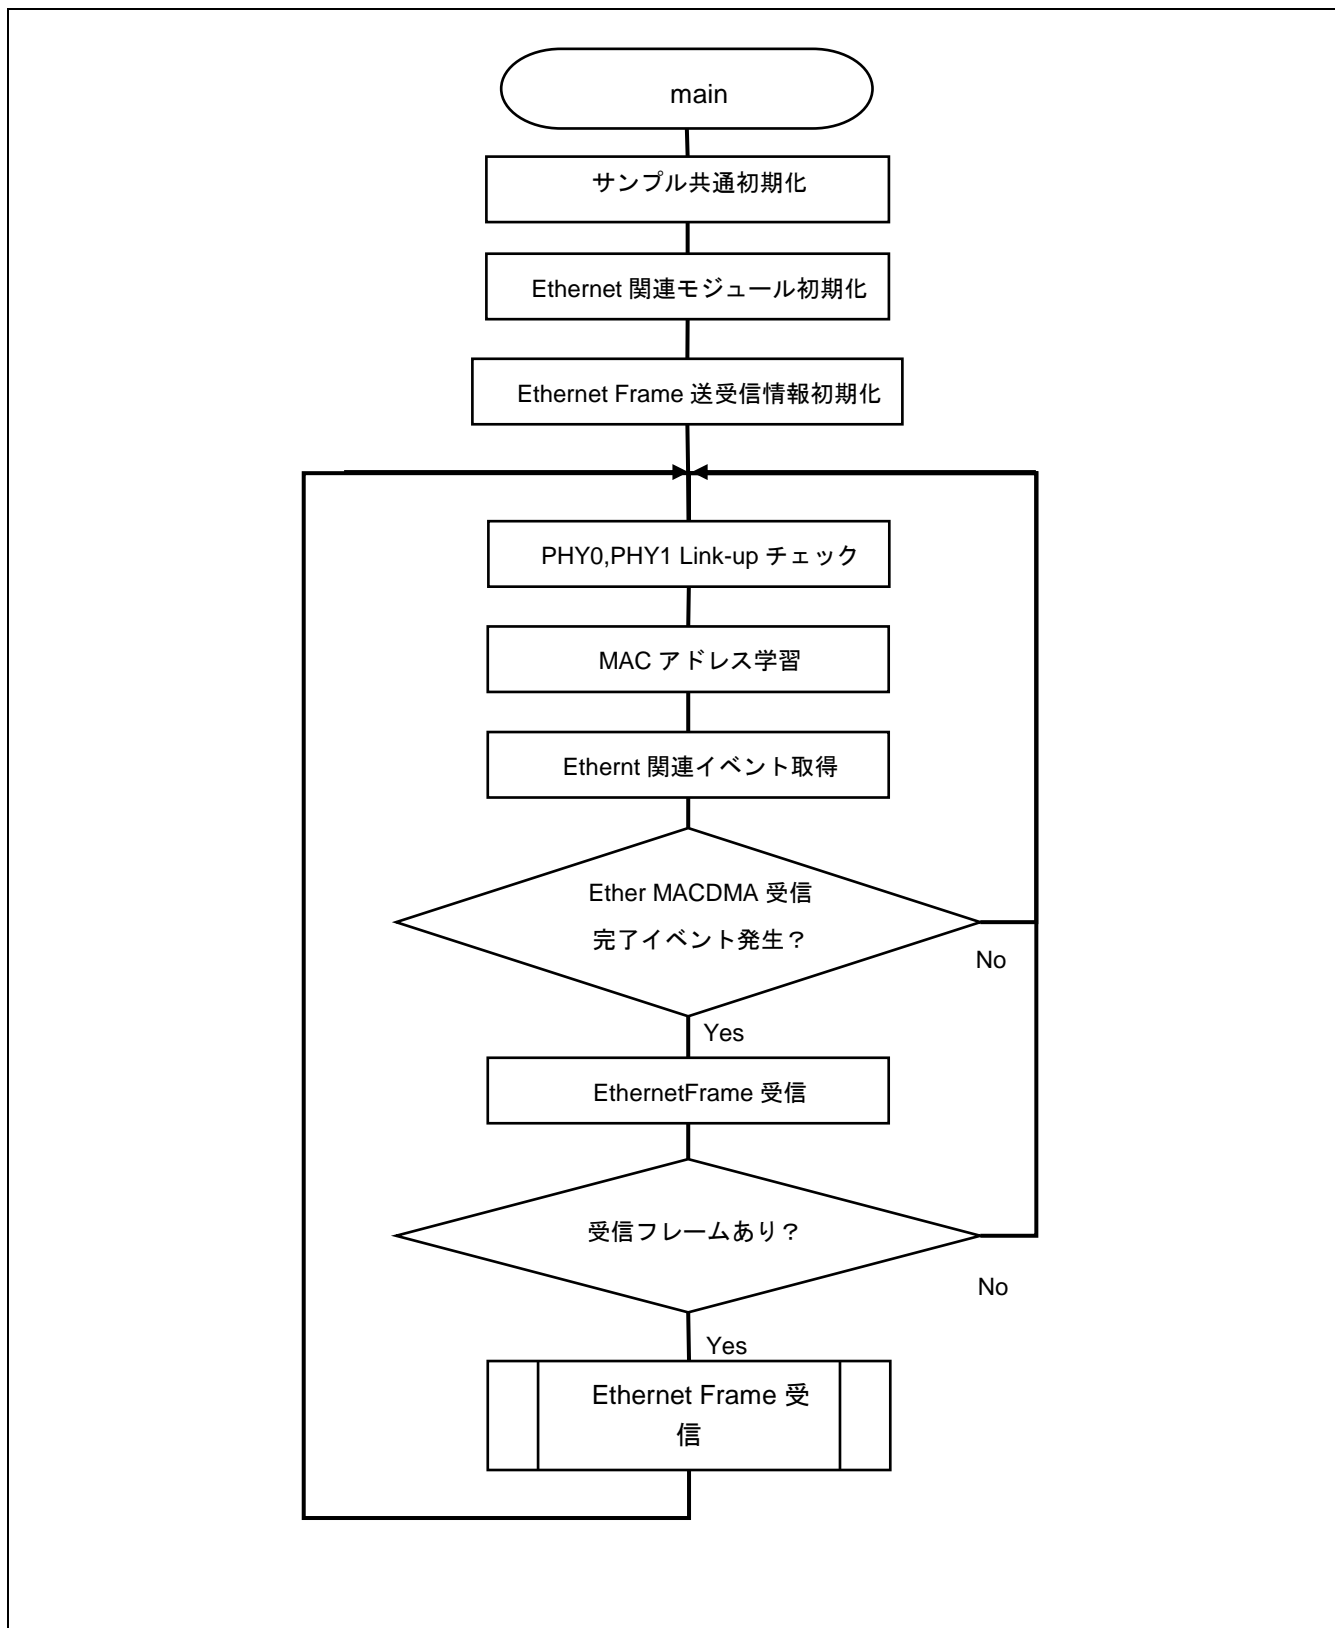 main
サンプル共通初期化
Ethernet 関連モジュール初期化
Ethernet Frame 送受信情報初期化
PHY0,PHY1 Link-up チェック
MAC アドレス学習
Ethernt 関連イベント取得
Ether MACDMA 受信
完了イベント発生？
No
Yes
EthernetFrame 受信
受信フレームあり？
No
Yes
Ethernet Frame 受
信